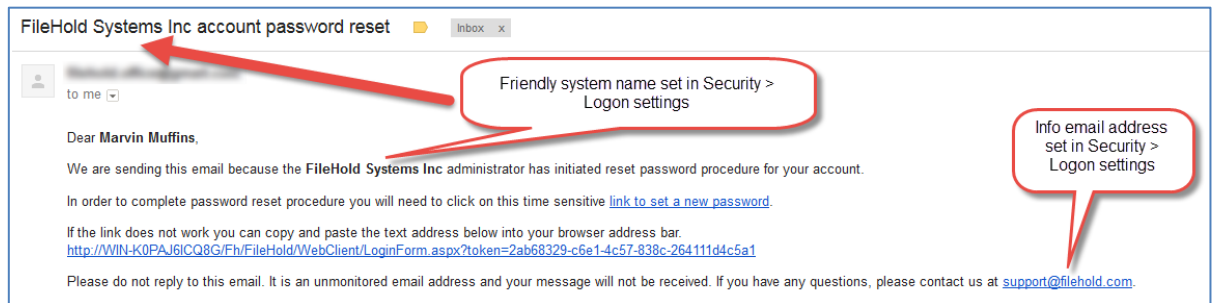 FileHold Systems Inc account password reset
Inbox x
to me
Friendly system name set in Security >
Logon settings
Info email address
set in Security >
Logon settings
Dear Marvin Muffins,
We are sending this email because the FileHold Systems Inc administrator has initiated reset password procedure for your account.
In order to complete password reset procedure you will need to click on this time sensitive link to set a new password.
If the link does not work you can copy and paste the text address below into your browser address bar.
http://WIN-K0PAJ6ICQ8G/Fh/FileHold/WebClient/LoginForm.aspx?token=2ab68329-c6e1-4c57-838c-264111d4c5a1
Please do not reply to this email. It is an unmonitored email address and your message will not be received. If you have any questions, please contact us at support@filehold.com.